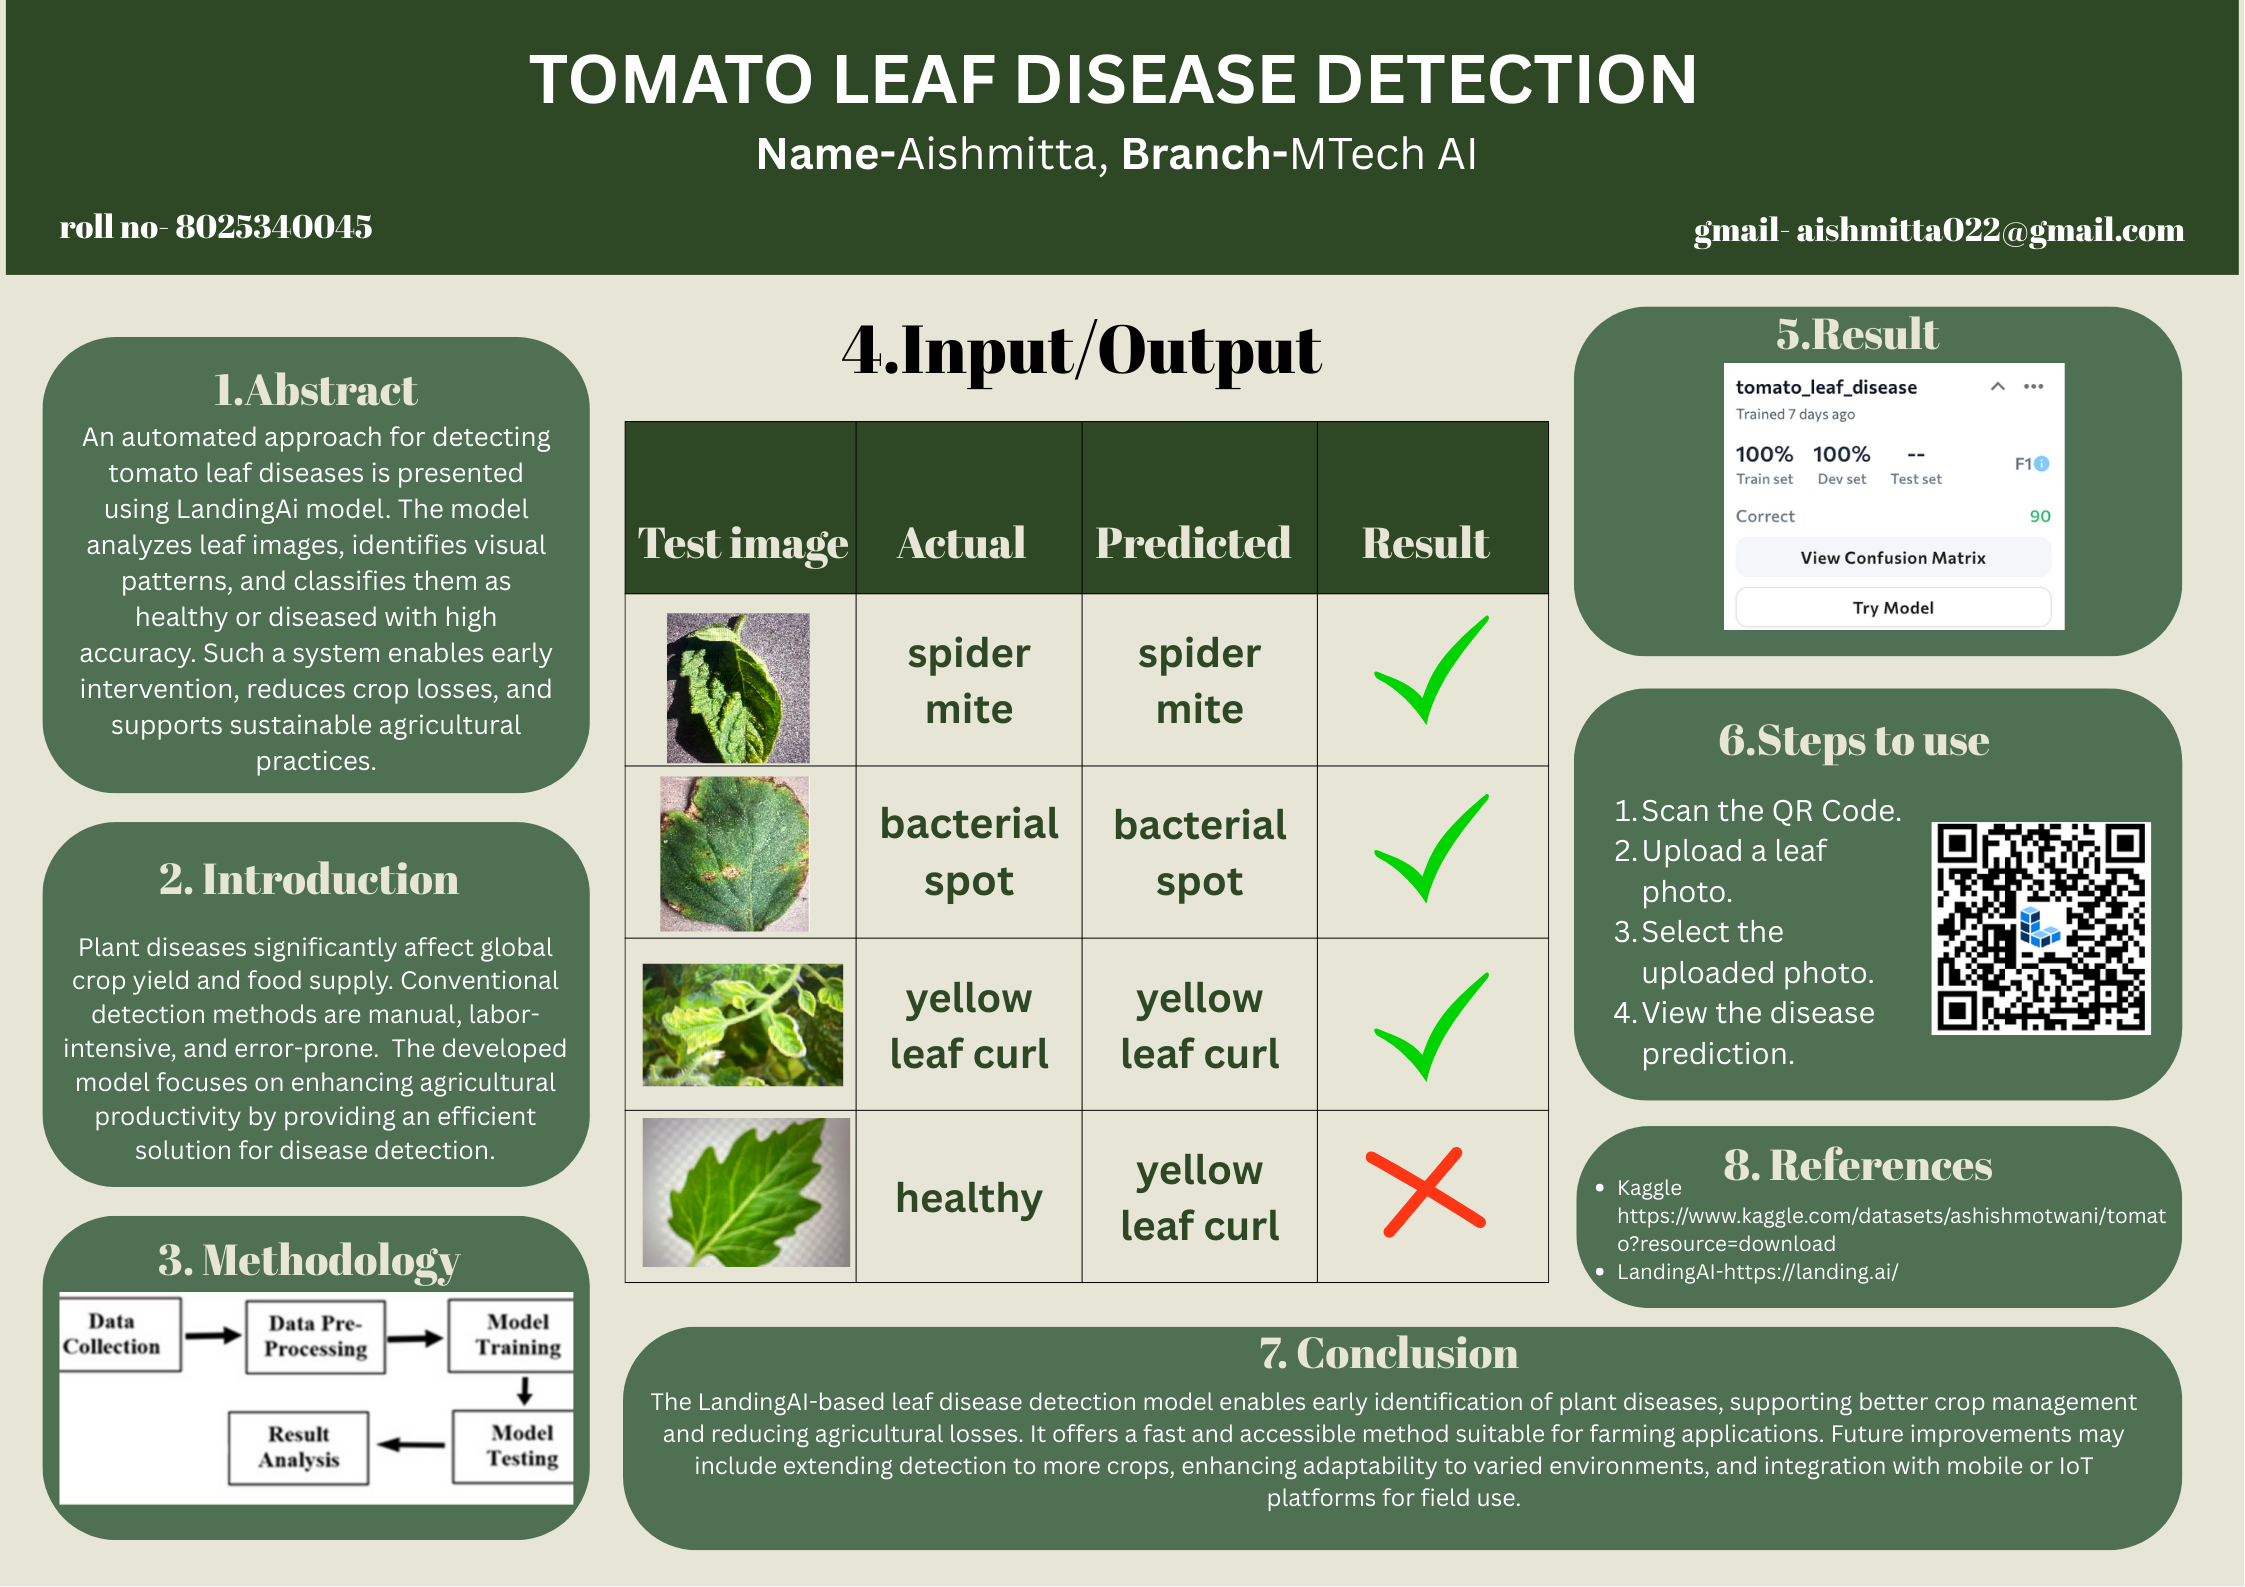 TOMATO LEAF DISEASE DETECTION
Name-Aishmitta, Branch-MTech AI
roll no- 8025340045
gmail- aishmitta022@gmail.com
1.Abstract
An automated approach for detecting
tomato leaf diseases is presented
using LandingAi model. The model
analyzes leaf images, identifies visual
patterns, and classifies them as
healthy or diseased with high
accuracy. Such a system enables early
intervention, reduces crop losses, and
supports sustainable agricultural
practices.
2. Introduction
Plant diseases significantly affect global
crop yield and food supply. Conventional
detection methods are manual, labor-
intensive, and error-prone.  The developed
model focuses on enhancing agricultural
productivity by providing an efficient
solution for disease detection.
3. Methodology
Data
Collection
Data Pre-
Processing
Model
Training
Result
Analysis
Model
Testing
4.Input/Output
Test image Actual Predicted Result
spider
mite
spider
mite
bacterial
spot
bacterial
spot
yellow
leaf curl
yellow
leaf curl
healthy
yellow
leaf curl
5.Result
tomato_leaf_disease
Trained 7 days ago
100% 100% --
Train set Dev set Test set
F1
Correct 90
View Confusion Matrix
Try Model
6.Steps to use
1. Scan the QR Code.
2. Upload a leaf
photo.
3. Select the
uploaded photo.
4. View the disease
prediction.
8. References
• Kaggle
https://www.kaggle.com/datasets/ashishmotwani/tomat
o?resource=download
• LandingAI-https://landing.ai/
7. Conclusion
The LandingAI-based leaf disease detection model enables early identification of plant diseases, supporting better crop management
and reducing agricultural losses. It offers a fast and accessible method suitable for farming applications. Future improvements may
include extending detection to more crops, enhancing adaptability to varied environments, and integration with mobile or IoT
platforms for field use.